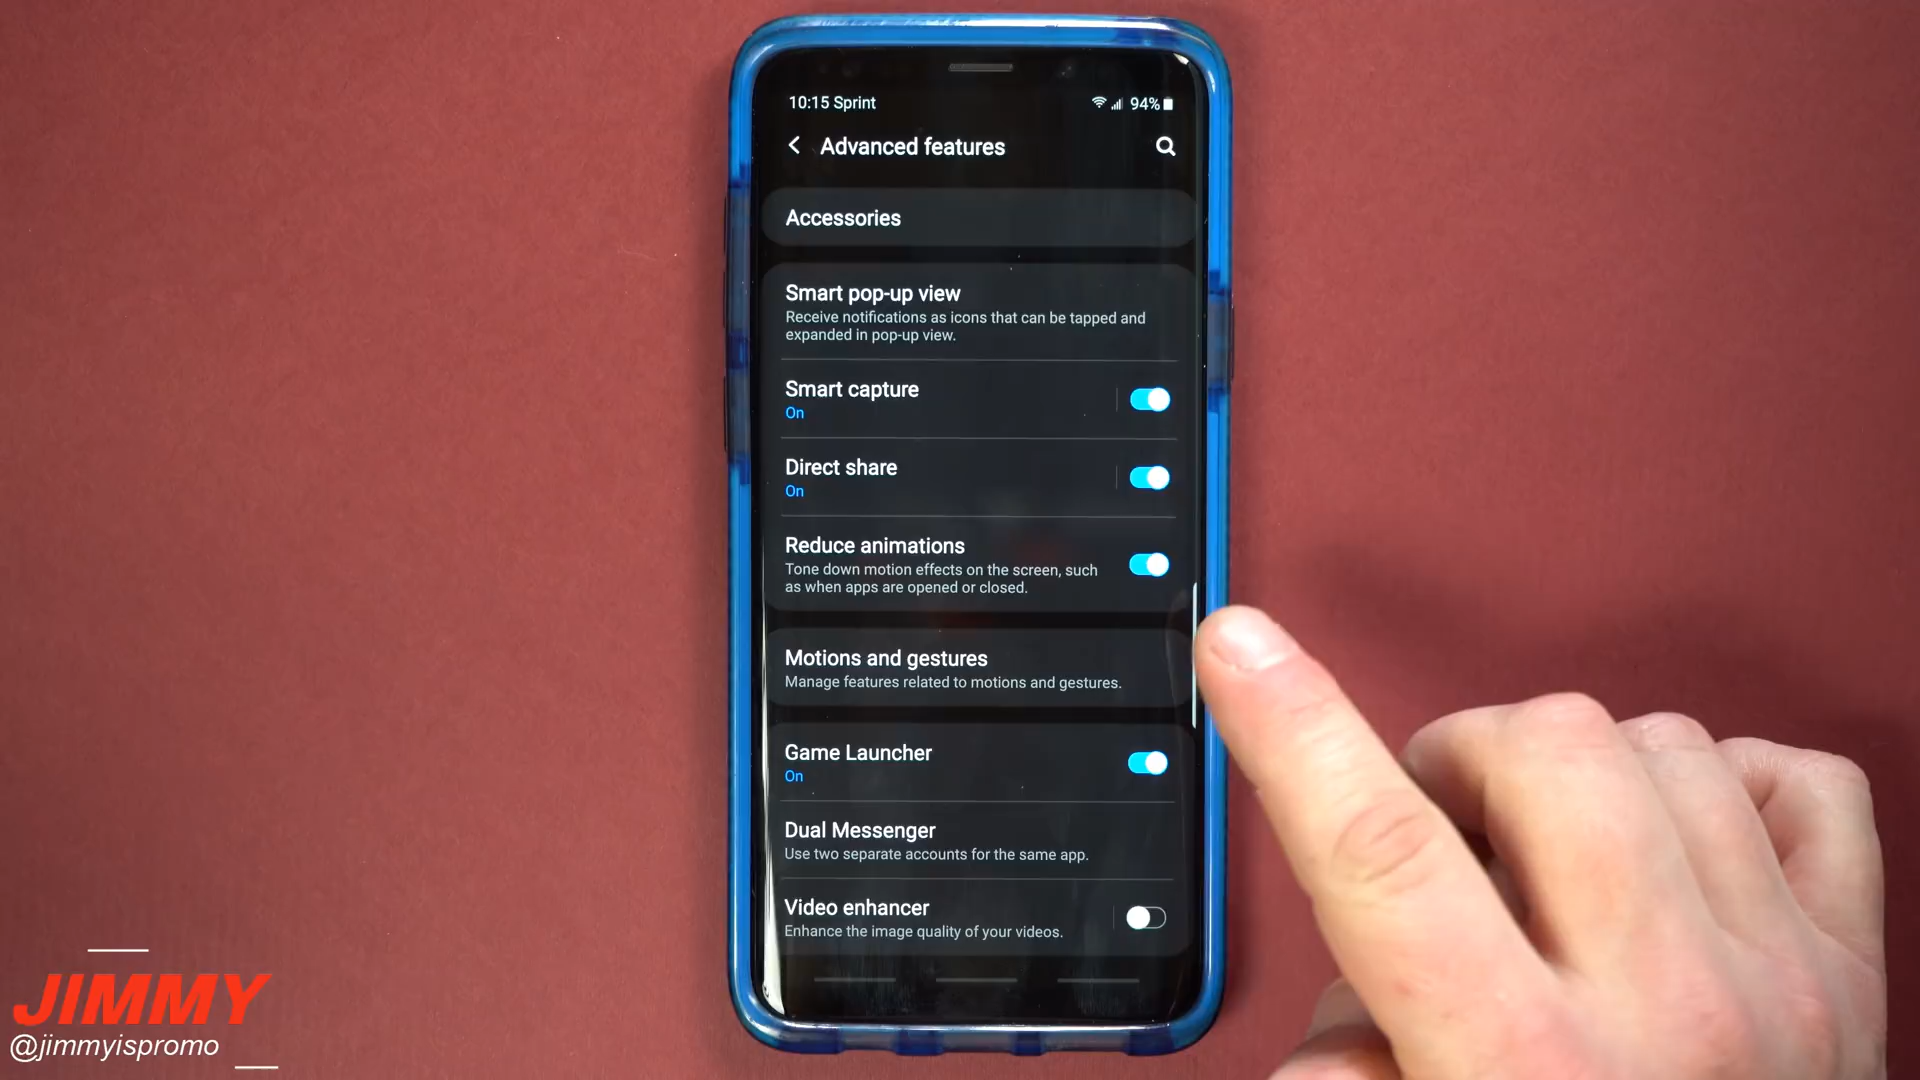 10:15 Sprint 94%
Advanced features
Accessories
Smart pop-up view
Receive notifications as icons that can be tapped and
expanded in pop-up view.
Smart capture
On
Direct share
On
Reduce animations
Tone down motion effects on the screen, such
as when apps are opened or closed.
Motions and gestures
Manage features related to motions and gestures.
Game Launcher
On
Dual Messenger
Use two separate accounts for the same app.
Video enhancer
Enhance the image quality of your videos.
JIMMY
@jimmyispromo